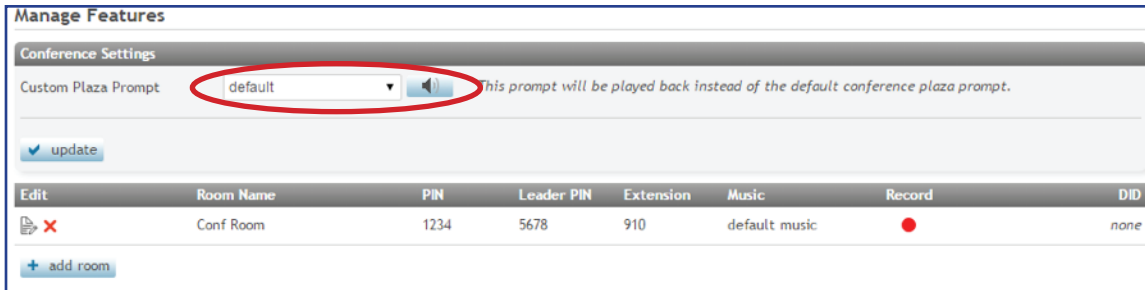 Manage Features
Conference Settings
Custom Plaza Prompt default This prompt will be played back instead of the default conference plaza prompt.
update
Edit Room Name PIN Leader PIN Extension Music Record DID
Conf Room 1234 5678 910 default music none
+ add room